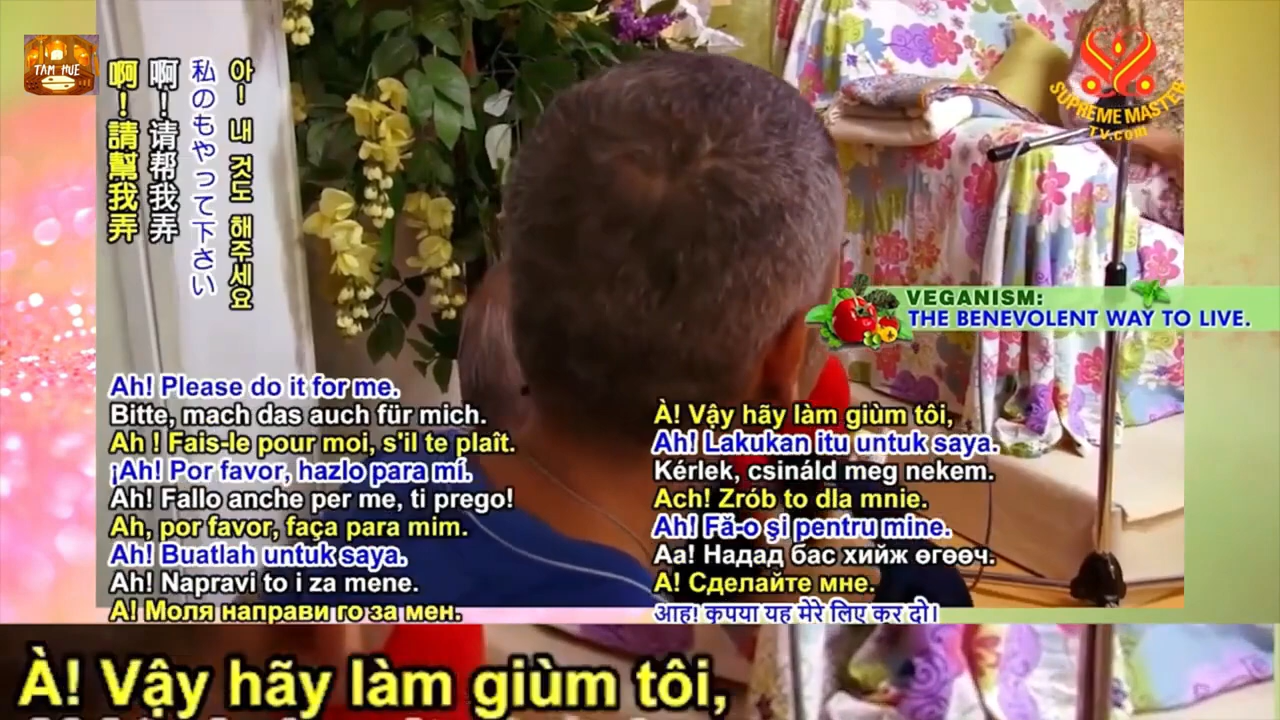 TAM HUE
啊！請幫我弄
啊！请帮我弄
私のもやって下さい
아! 내 것도 해주세요
SUPREME MASTER
TV.com
VEGANISM:
THE BENEVOLENT WAY TO LIVE.
Ah! Please do it for me.
Bitte, mach das auch für mich.
Ah ! Fais-le pour moi, s'il te plaît.
¡Ah! Por favor, hazlo para mí.
Ah! Fallo anche per me, ti prego!
Ah, por favor, faça para mim.
Ah! Buatlah untuk saya.
Ah! Napravi to i za mene.
А! Моля направи го за мен.
À! Vậy hãy làm giùm tôi,
Ah! Lakukan itu untuk saya.
Kérlek, csináld meg nekem.
Ach! Zrób to dla mnie.
Ah! Fă-o şi pentru mine.
Аа! Надад бас хийж өгөөч.
А! Сделайте мне.
आह! कृपया यह मेरे लिए कर दो।
À! Vậy hãy làm giùm tôi,